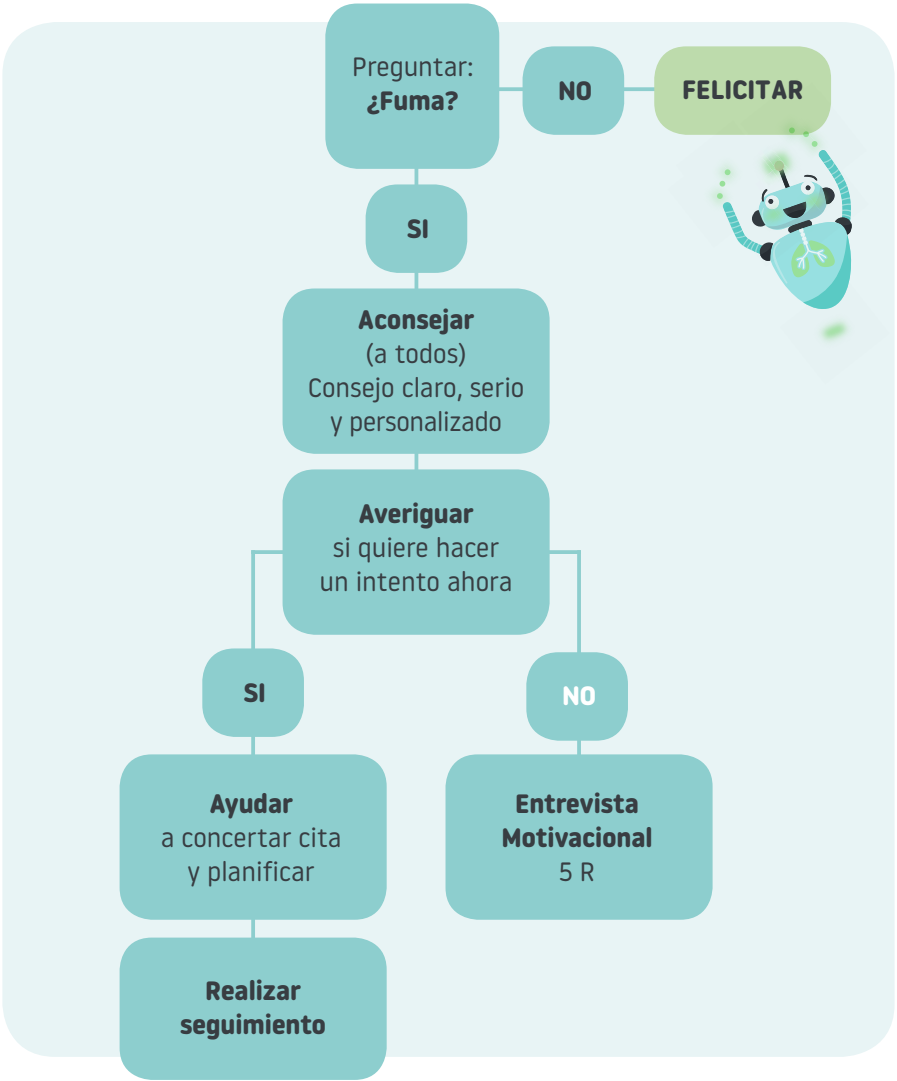 Preguntar:
¿Fuma?
NO
FELICITAR
SI
Aconsejar
(a todos)
Consejo claro, serio
y personalizado
Averiguar
si quiere hacer
un intento ahora
SI
NO
Ayudar
a concertar cita
y planificar
Entrevista
Motivacional
5 R
Realizar
seguimiento